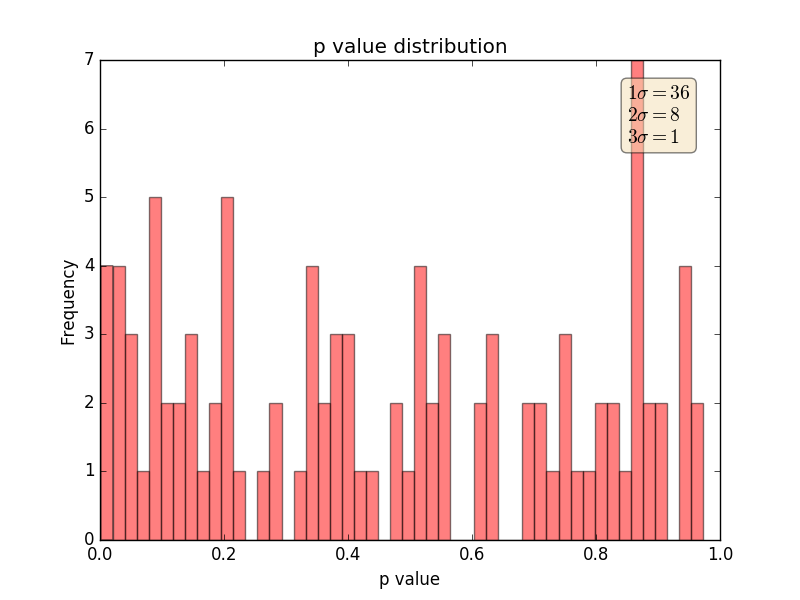 p value distribution
7
1σ = 36
2σ = 8
3σ = 1
6
5
4
3
2
1
0
Frequency
0.0 0.2 0.4 0.6 0.8 1.0
p value